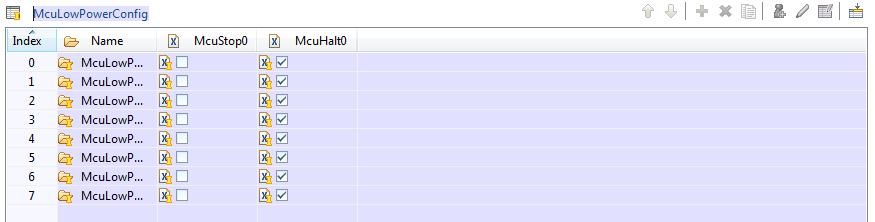 McuLowPowerConfig
Index Name McuStop0 McuHalt0
0 McuLowP...
1 McuLowP...
2 McuLowP...
3 McuLowP...
4 McuLowP...
5 McuLowP...
6 McuLowP...
7 McuLowP...